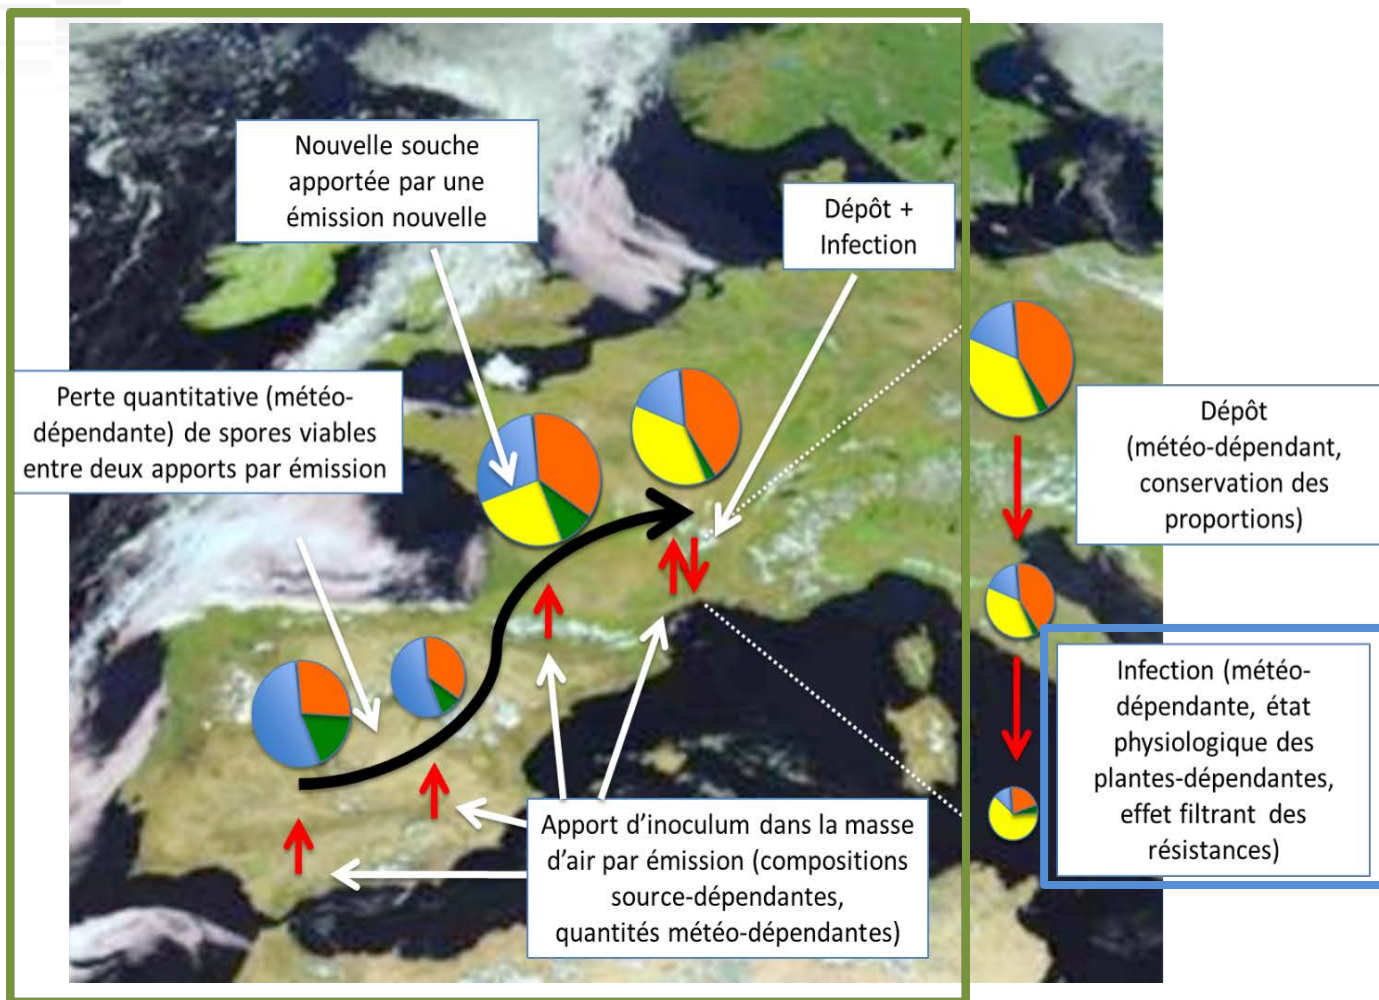 Nouvelle souche
apportée par une
émission nouvelle
Dépôt +
Infection
Perte quantitative (météo-
dépendante) de spores viables
entre deux apports par émission
Dépôt
(météo-dépendant,
conservation des
proportions)
Infection (météo-
dépendante, état
physiologique des
plantes-dépendantes,
effet filtrant des
résistances)
Apport d’inoculum dans la masse
d’air par émission (compositions
source-dépendantes,
quantités météo-dépendantes)